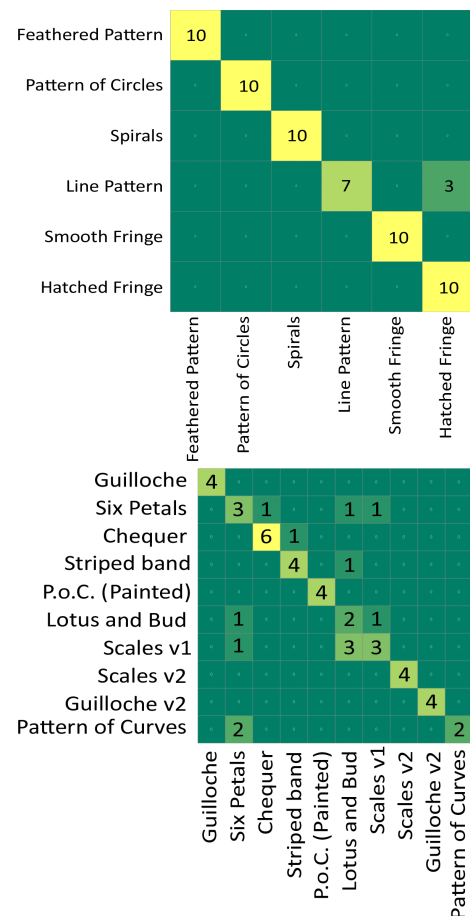 Feathered Pattern 10
Pattern of Circles 10
Spirals 10
Line Pattern 7 3
Smooth Fringe 10
Hatched Fringe 10
Feathered Pattern
Pattern of Circles
Spirals
Line Pattern
Smooth Fringe
Hatched Fringe
Guilloche 4
Six Petals 3 1 1 1
Chequer 6 1
Striped band 4 1
P.o.C. (Painted) 4
Lotus and Bud 1 2 1
Scales v1 1 3 3
Scales v2 4
Guilloche v2 4
Pattern of Curves 2 2
Guilloche
Six Petals
Chequer
Striped band
P.o.C. (Painted)
Lotus and Bud
Scales v1
Scales v2
Guilloche v2
Pattern of Curves